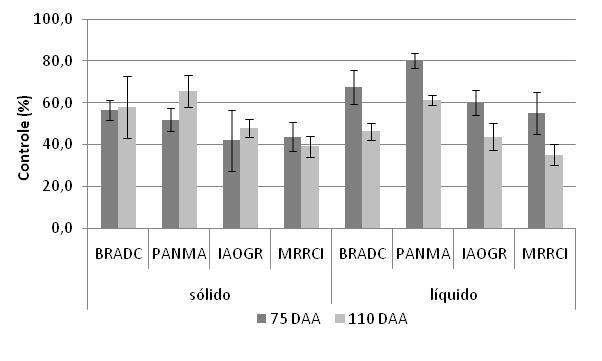 100,0
80,0
60,0
40,0
20,0
0,0
Controle (%)
BRADC PANMA IAOGR MRRCI BRADC PANMA IAOGR MRRCI
sólido líquido
75 DAA 110 DAA